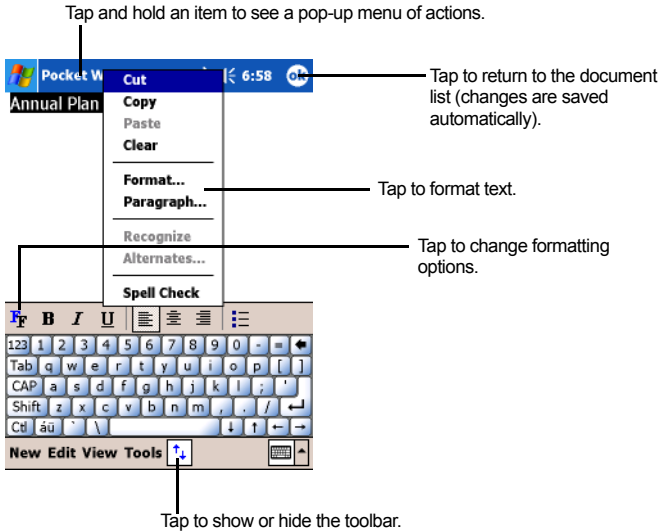 Tap and hold an item to see a pop-up menu of actions.
Pocket W 6:58 ok
Annual Plan
Cut
Copy
Paste
Clear
Format...
Paragraph...
Recognize
Alternates...
Spell Check
Tap to return to the document
list (changes are saved
automatically).
Tap to format text.
Tap to change formatting
options.
FF B I U
123 1 2 3 4 5 6 7 8 9 0 - =
Tab q w e r t y u i o p [ ]
CAP a s d f g h j k l ; '
Shift z x c v b n m , . /
Ctl áü ` \
New Edit View Tools
Tap to show or hide the toolbar.